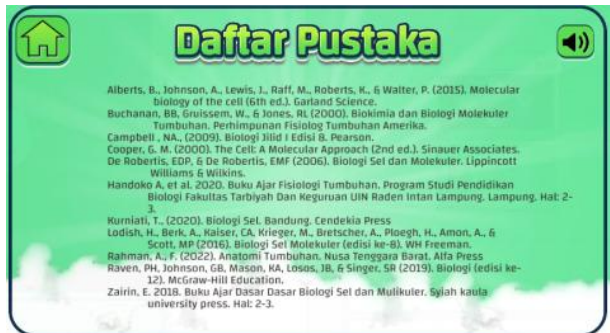 Daftar Pustaka
Alberts, B., Johnson, A., Lewis, J., Raff, M., Roberts, K., & Walter, P. (2015). Molecular
biology of the cell (6th ed.). Garland Science.
Buchanan, BB, Gruissem, W., & Jones, RL (2000). Biokimia dan Biologi Molekuler
Tumbuhan. Perhimpunan Fisiolog Tumbuhan Amerika.
Campbell , NA., (2009). Biologi Jilid I Edisi 8. Pearson.
Cooper, G. M. (2000). The Cell: A Molecular Approach (2nd ed.). Sinauer Associates.
De Robertis, EDP, & De Robertis, EMF (2006). Biologi Sel dan Molekuler. Lippincott
Williams & Wilkins.
Handoko A, et al. 2020. Buku Ajar Fisiologi Tumbuhan. Program Studi Pendidikan
Biologi Fakultas Tarbiyah Dan Keguruan UIN Raden Intan Lampung. Lampung. Hal: 2-
3.
Kurniati, T., (2020). Biologi Sel. Bandung. Cendekia Press
Lodish, H., Berk, A., Kaiser, CA, Krieger, M., Bretscher, A., Ploegh, H., Amon, A., &
Scott, MP (2016). Biologi Sel Molekuler (edisi ke-8). WH Freeman.
Rahman, A., F. (2022). Anatomi Tumbuhan. Nusa Tenggara Barat. Alfa Press
Raven, PH, Johnson, GB, Mason, KA, Losos, JB, & Singer, SR (2019). Biologi (edisi ke-
12). McGraw-Hill Education.
Zairin, E. 2018. Buku Ajar Dasar Dasar Biologi Sel dan Mulikuler. Syiah kaula
university press. Hal: 2-3.